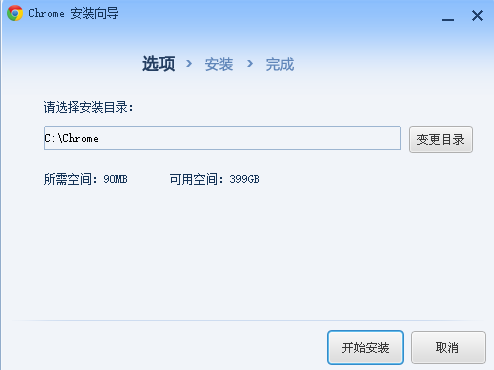 Chrome 安装向导
选项 > 安装 > 完成
请选择安装目录:
C:\Chrome 变更目录
所需空间: 90MB 可用空间: 399GB
开始安装 取消